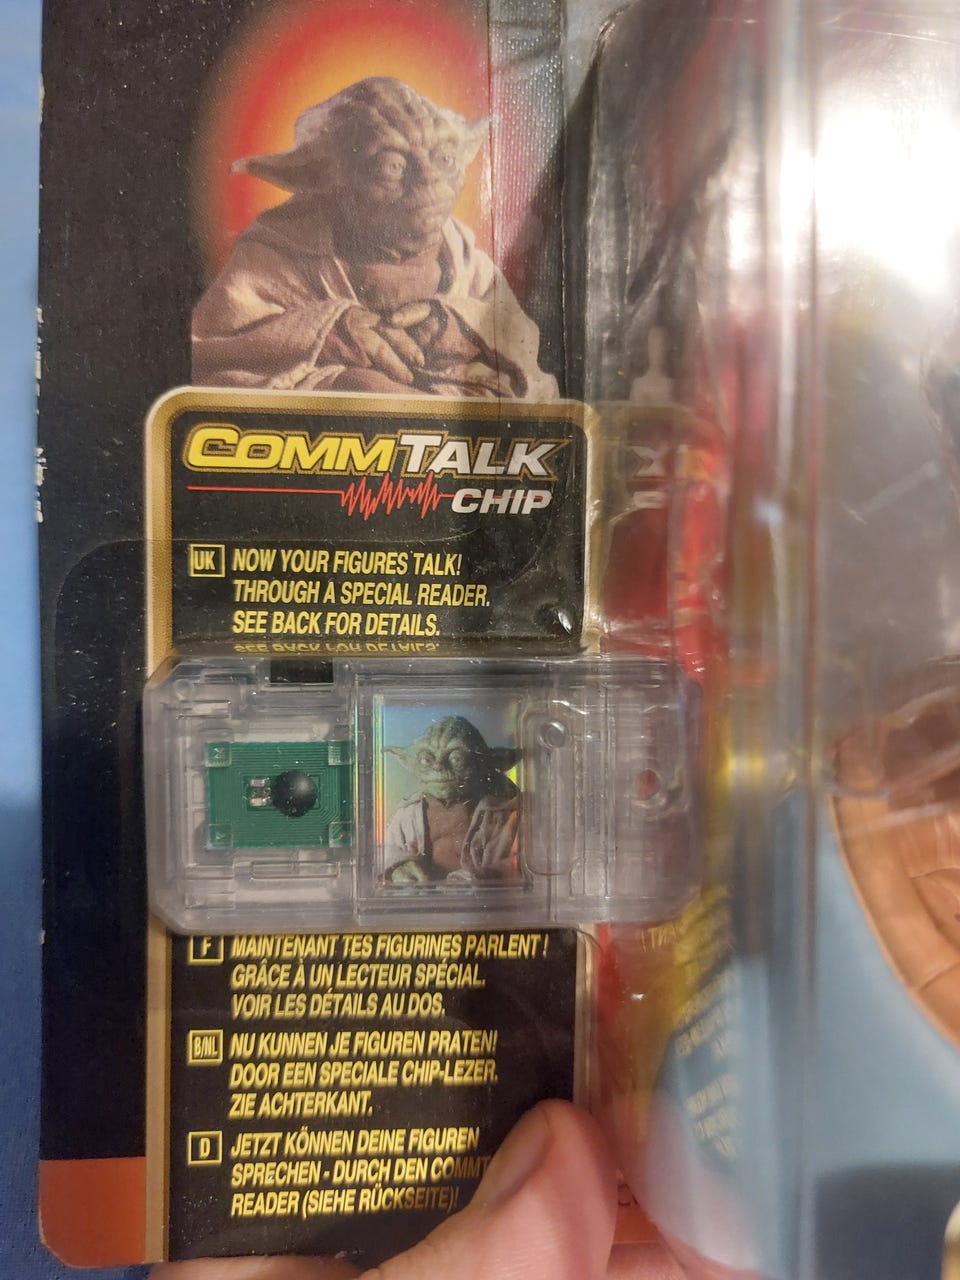 COMMTALK
CHIP
UK NOW YOUR FIGURES TALK!
THROUGH A SPECIAL READER.
SEE BACK FOR DETAILS.
F MAINTENANT TES FIGURINES PARLENT !
GRÂCE À UN LECTEUR SPÉCIAL.
VOIR LES DÉTAILS AU DOS.
B/NL NU KUNNEN JE FIGUREN PRATEN!
DOOR EEN SPECIALE CHIP-LEZER.
ZIE ACHTERKANT.
D JETZT KÖNNEN DEINE FIGUREN
SPRECHEN - DURCH DEN COMMT
READER (SIEHE RÜCKSEITE)!